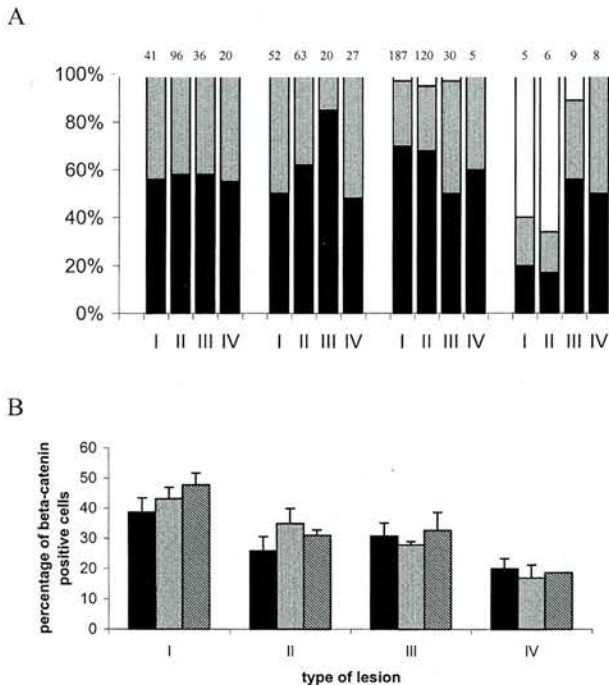 A
41 96 36 20 52 63 20 27 187 120 30 5 5 6 9 8
100%
80%
60%
40%
20%
0%
I II III IV I II III IV I II III IV I II III IV
B
percentage of beta-catenin
positive cells
60
50
40
30
20
10
0
I II III IV
type of lesion